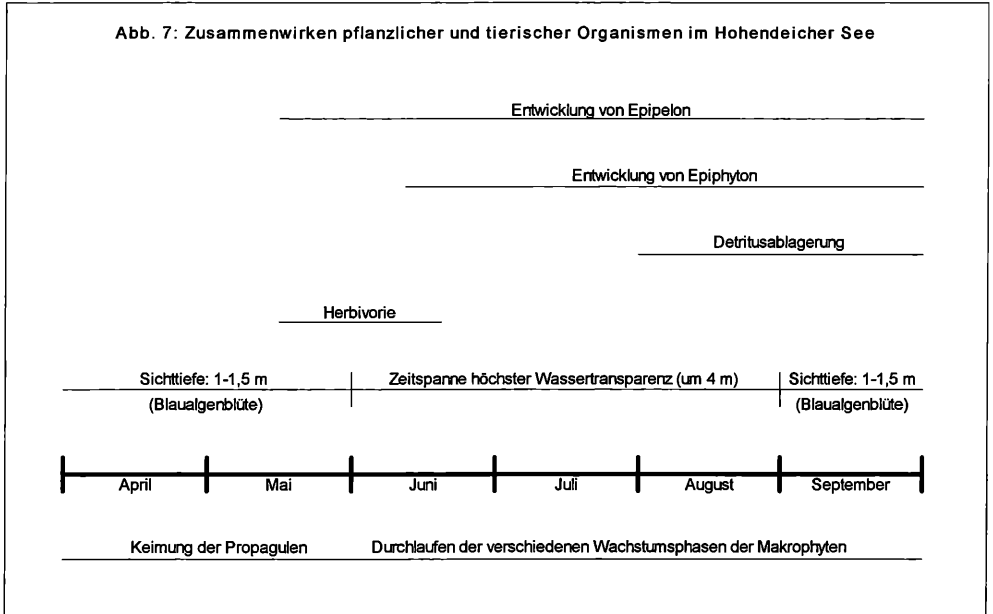 Abb. 7: Zusammenwirken pflanzlicher und tierischer Organismen im Hohendeicher See
Entwicklung von Epipelon
Entwicklung von Epiphyton
Detritusablagerung
Herbivorie
Sichttiefe: 1-1,5 m Zeitspanne höchster Wassertransparenz (um 4 m) Sichttiefe: 1-1,5 m
(Blaualgenblüte) (Blaualgenblüte)
April Mai Juni Juli August September
Keimung der Propagulen Durchlaufen der verschiedenen Wachstumsphasen der Makrophyten